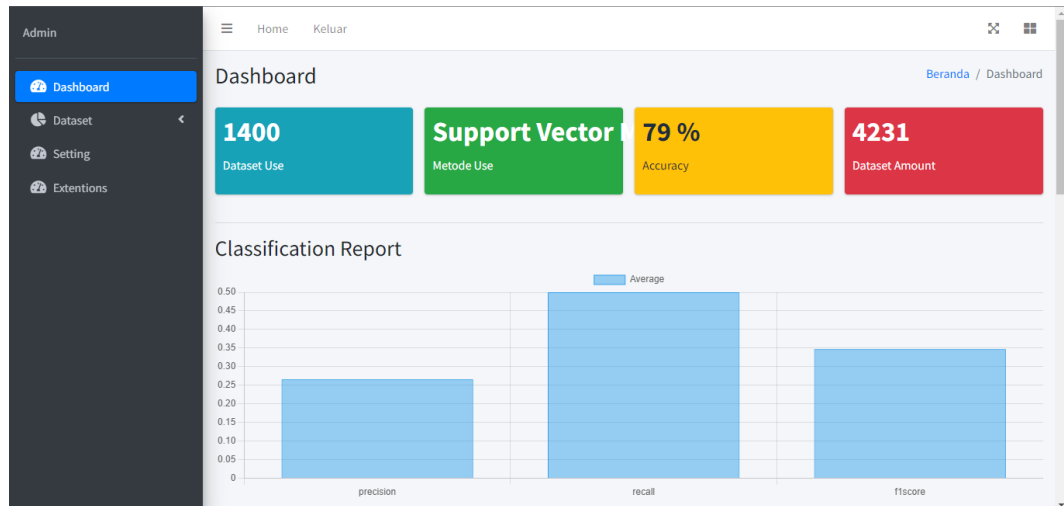 Admin
Dashboard
Dataset
Setting
Extentions
Home Keluar
Dashboard
Beranda / Dashboard
1400
Dataset Use
Support Vector
Metode Use
79 %
Accuracy
4231
Dataset Amount
Classification Report
Average
0.50
0.45
0.40
0.35
0.30
0.25
0.20
0.15
0.10
0.05
0
precision recall f1score